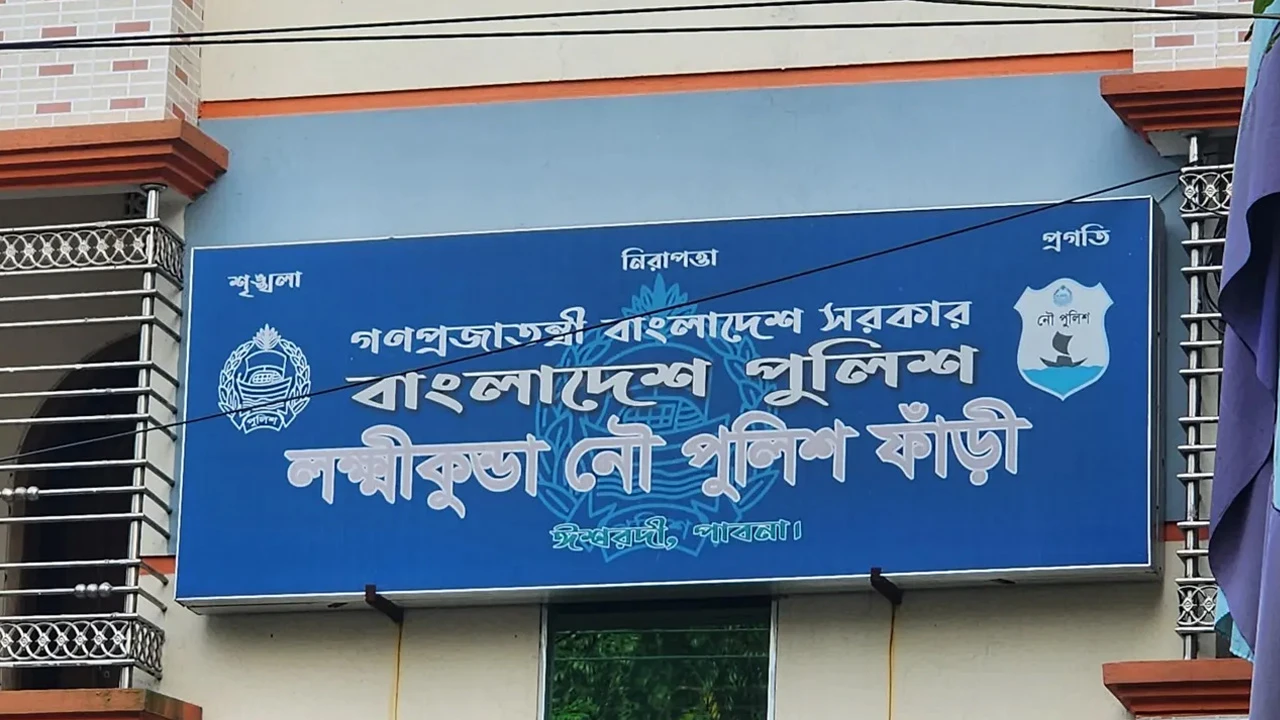 শৃঙ্খলা নিরাপত্তা প্রগতি
গণপ্রজাতন্ত্রী বাংলাদেশ সরকার
বাংলাদেশ পুলিশ
লক্ষ্মীকুন্ডা নৌ পুলিশ ফাঁড়ী
ঈশ্বরদী, পাবনা।
পুলিশ
নৌ পুলিশ